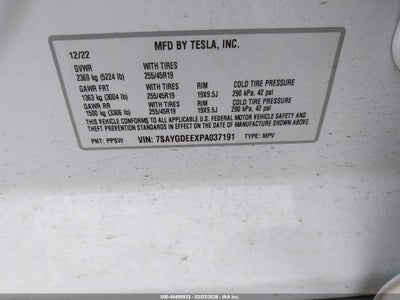 12/22 MFD BY TESLA, INC.
GVWR WITH TIRES
2369 kg (5224 lb) 255/45R19
GAWR FRT WITH TIRES RIM COLD TIRE PRESSURE
1363 kg (3004 lb) 255/45R19 19X9.5J 290 kPa, 42 psi
GAWR RR WITH TIRES RIM COLD TIRE PRESSURE
1500 kg (3306 lb) 255/45R19 19X9.5J 290 kPa, 42 psi
THIS VEHICLE CONFORMS TO ALL APPLICABLE U.S. FEDERAL MOTOR VEHICLE SAFETY AND
THEFT PREVENTION STANDARDS IN EFFECT ON THE DATE OF MANUFACTURE SHOWN ABOVE.
PNT: PPSW VIN: 7SAYGDEEXPA037191 TYPE: MPV
500-44495933 - 03/03/2026 - IAA Inc.